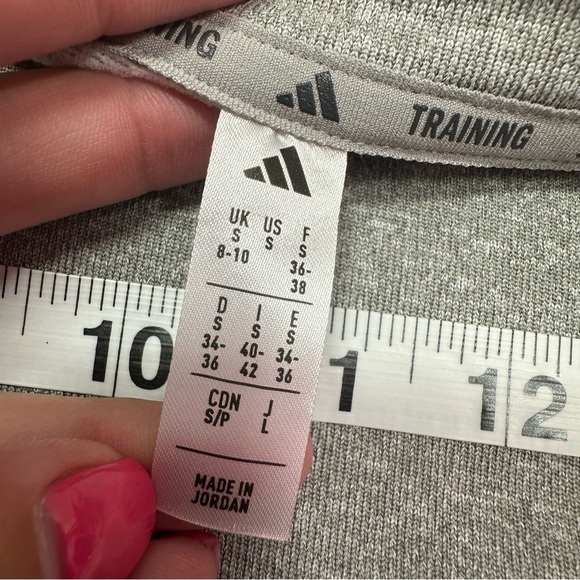 TRAINING
UK US F
S S S
8-10 36-
38
D I E
S S S
34- 40- 34-
36 42 36
CDN J
S/P L
MADE IN
JORDAN
10 1 12